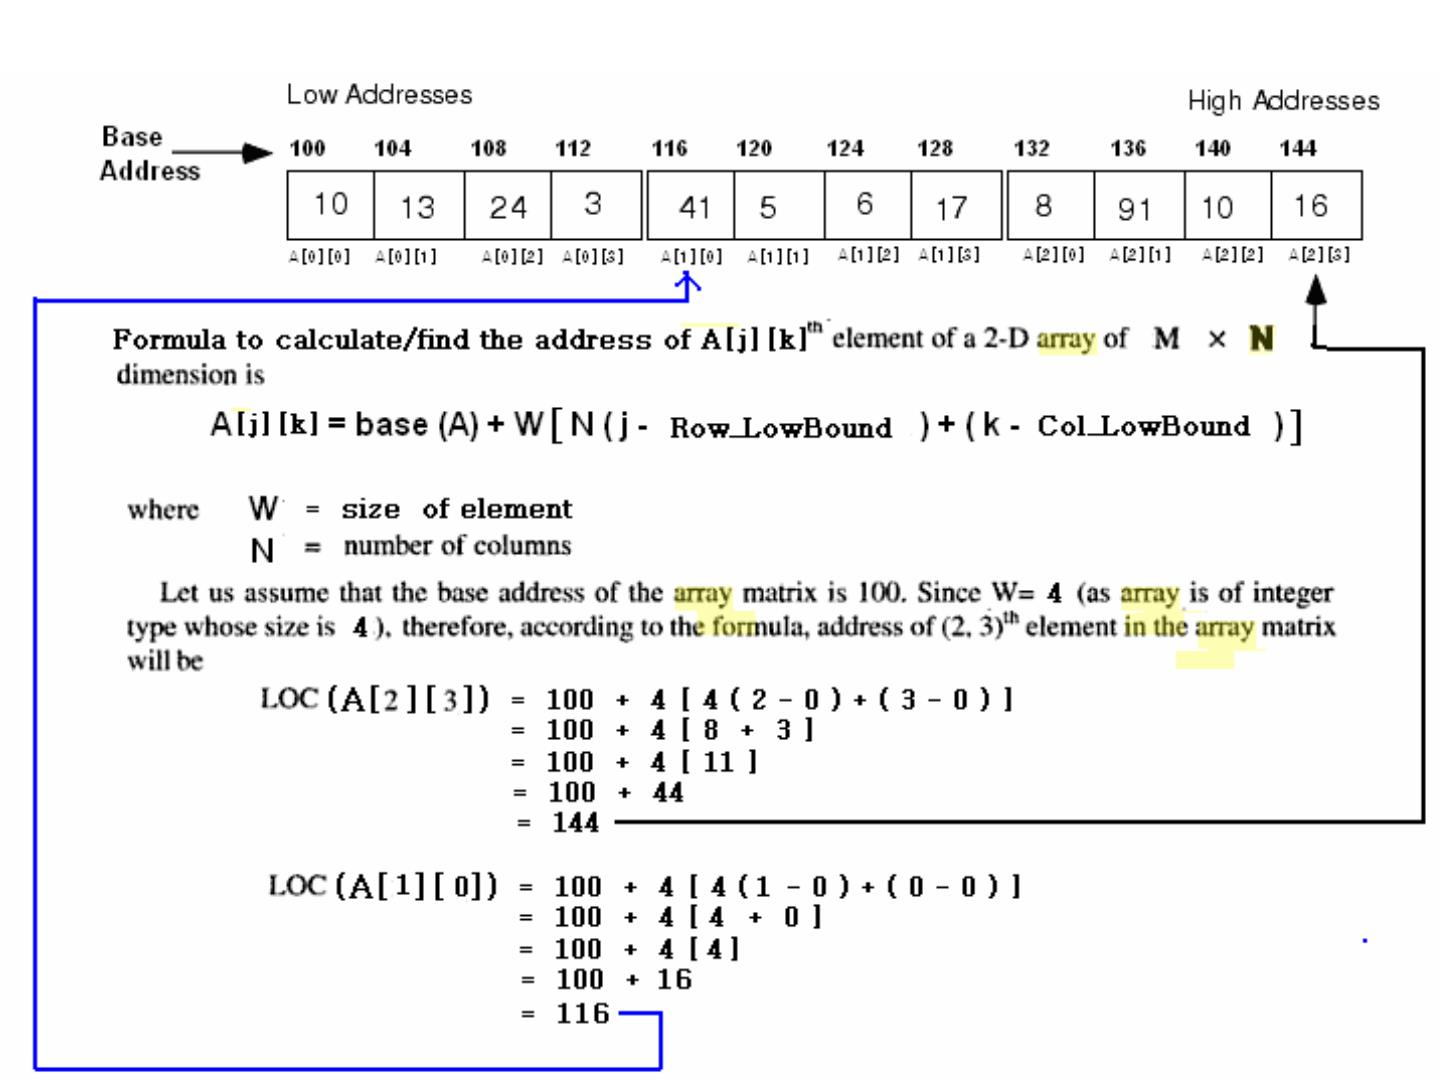 Low Addresses
High Addresses
Base
Address
100 104 108 112 116 120 124 128 132 136 140 144
10 13 24 3 41 5 6 17 8 91 10 16
A[0][0] A[0][1] A[0][2] A[0][3] A[1][0] A[1][1] A[1][2] A[1][3] A[2][0] A[2][1] A[2][2] A[2][3]
Formula to calculate/find the address of A[j][k]th element of a 2-D array of M × N
dimension is
A[j][k] = base (A) + W[N(j - Row_LowBound ) + (k - Col_LowBound )]
where W = size of element
N = number of columns
Let us assume that the base address of the array matrix is 100. Since W= 4 (as array is of integer
type whose size is 4 ), therefore, according to the formula, address of (2, 3)th element in the array matrix
will be
LOC (A[2][3]) = 100 + 4 [ 4 ( 2 - 0 ) + ( 3 - 0 ) ]
= 100 + 4 [ 8 + 3 ]
= 100 + 4 [ 11 ]
= 100 + 44
= 144
LOC (A[1][0]) = 100 + 4 [ 4 (1 - 0 ) + ( 0 - 0 ) ]
= 100 + 4 [ 4 + 0 ]
= 100 + 4 [4]
= 100 + 16
= 116